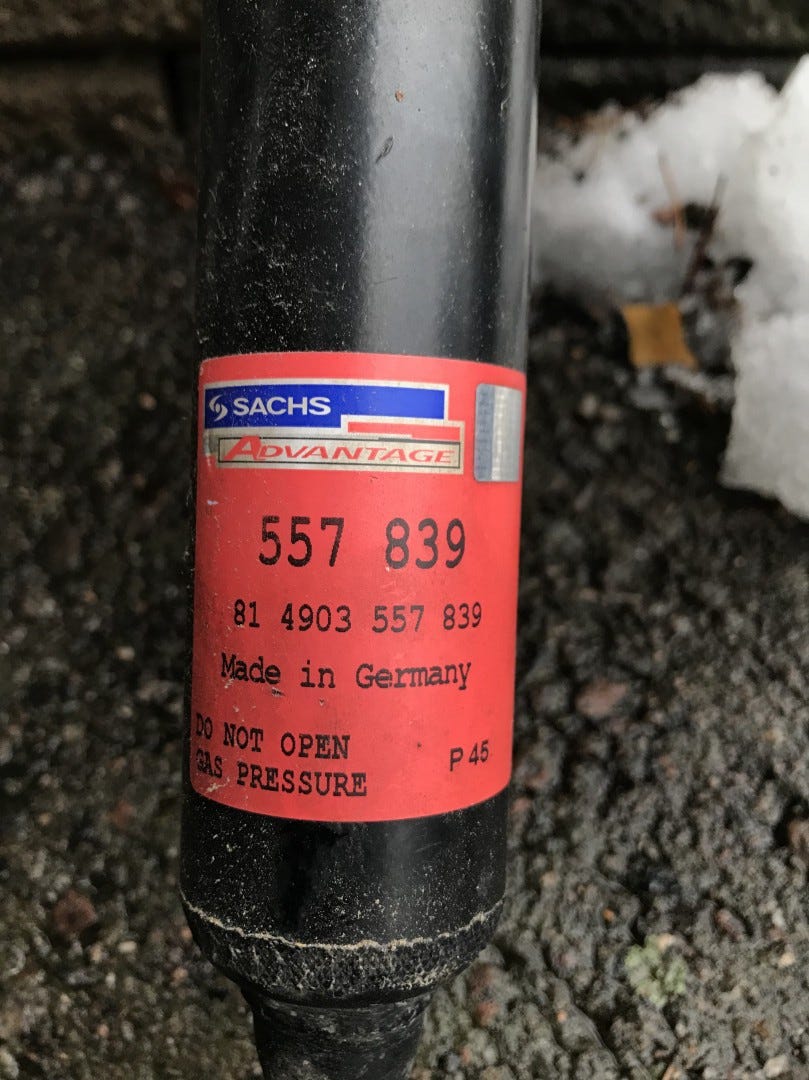 SACHS
ADVANTAGE
557 839
81 4903 557 839
Made in Germany
DO NOT OPEN
GAS PRESSURE
P 45